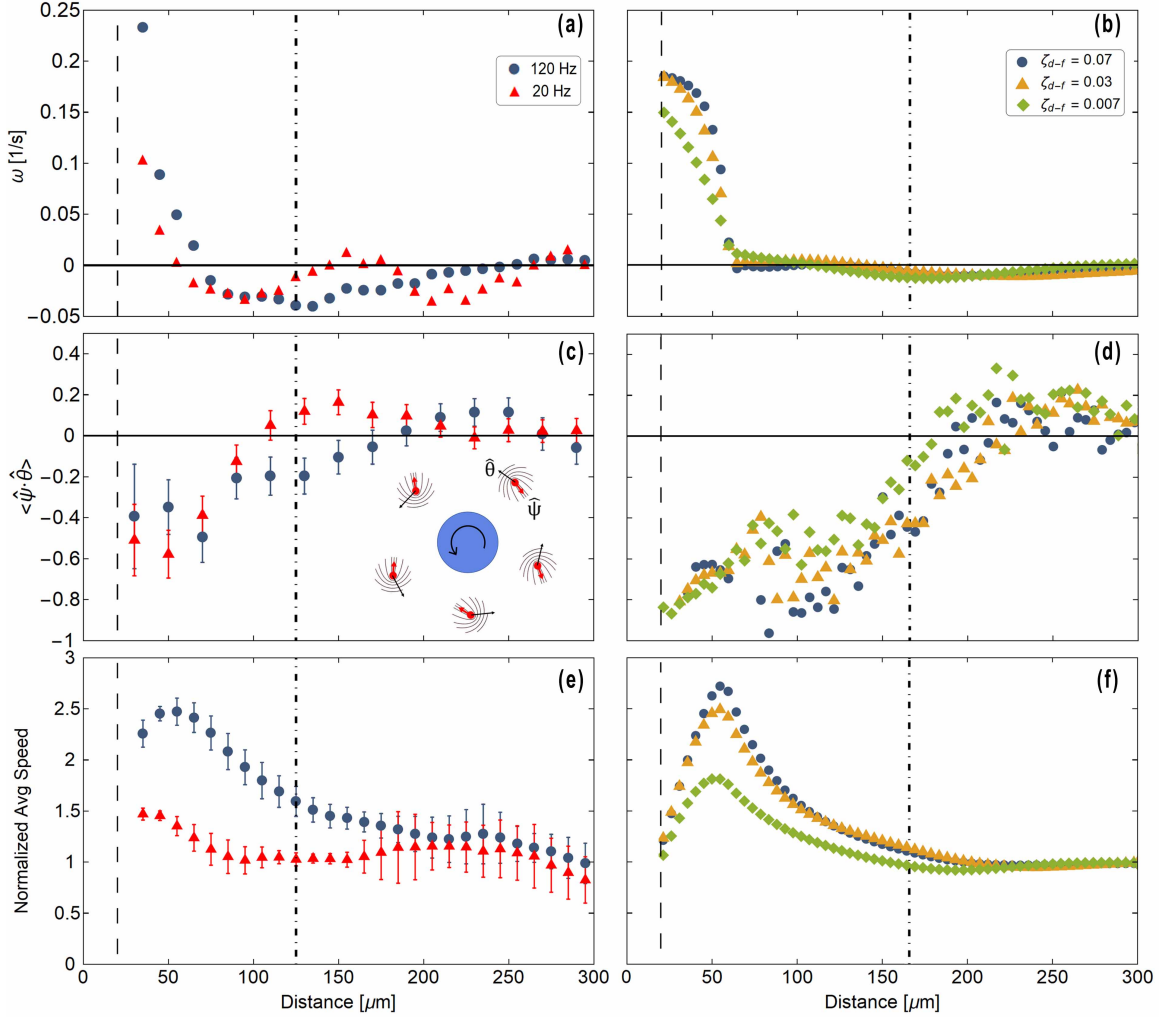 (a)
0.25
0.2
0.15
0.1
0.05
0
−0.05
ω [1/s]
120 Hz
20 Hz
(b)
ζd-f = 0.07
ζd-f = 0.03
ζd-f = 0.007
(c)
0.4
0.2
0
−0.2
−0.4
−0.6
−0.8
−1
<ψ̂·θ̂>
θ̂
ψ̂
(d)
(e)
3
2.5
2
1.5
1
0.5
0
Normalized Avg Speed
0 50 100 150 200 250 300
Distance [μm]
(f)
0 50 100 150 200 250 300
Distance [μm]